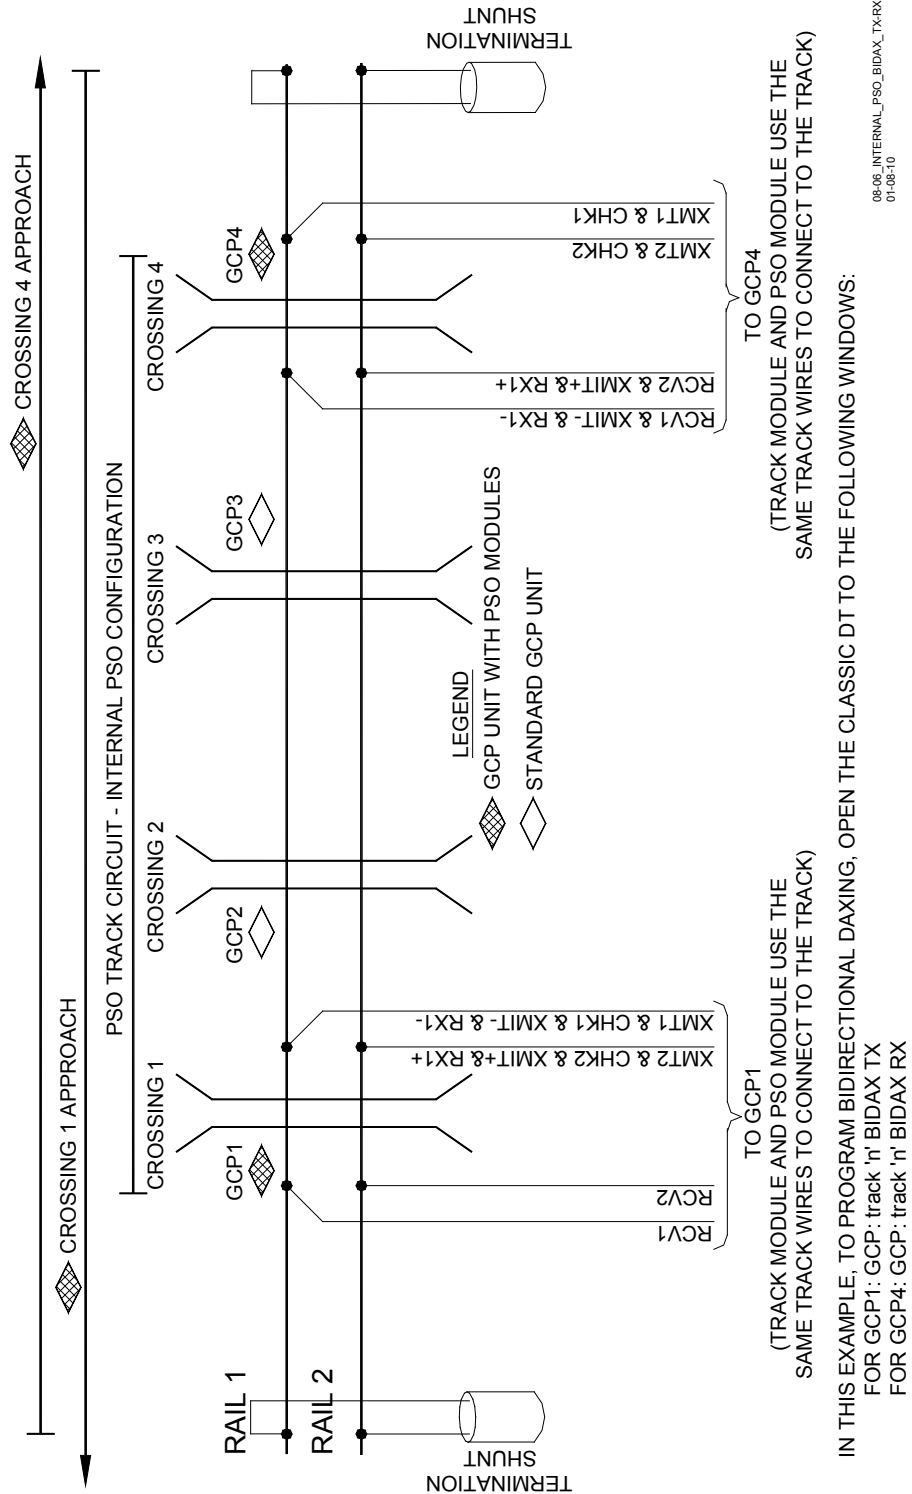 CROSSING 4 APPROACH
CROSSING 1 APPROACH
PSO TRACK CIRCUIT - INTERNAL PSO CONFIGURATION
CROSSING 1
CROSSING 2
CROSSING 3
CROSSING 4
GCP1
GCP2
GCP3
GCP4
RAIL 1
RAIL 2
TERMINATION
SHUNT
TERMINATION
SHUNT
RCV1
RCV2
XMT2 & CHK2 & XMIT+& RX1+
XMT1 & CHK1 & XMIT- & RX1-
RCV1 & XMIT- & RX1-
RCV2 & XMIT+& RX1+
XMT2 & CHK2
XMT1 & CHK1
LEGEND
GCP UNIT WITH PSO MODULES
STANDARD GCP UNIT
TO GCP1
(TRACK MODULE AND PSO MODULE USE THE
SAME TRACK WIRES TO CONNECT TO THE TRACK)
TO GCP4
(TRACK MODULE AND PSO MODULE USE THE
SAME TRACK WIRES TO CONNECT TO THE TRACK)
IN THIS EXAMPLE, TO PROGRAM BIDIRECTIONAL DAXING, OPEN THE CLASSIC DT TO THE FOLLOWING WINDOWS:
FOR GCP1: GCP: track 'n' BIDAX TX
FOR GCP4: GCP: track 'n' BIDAX RX
08-06_INTERNAL_PSO_BIDAX_TX-RX
01-08-10